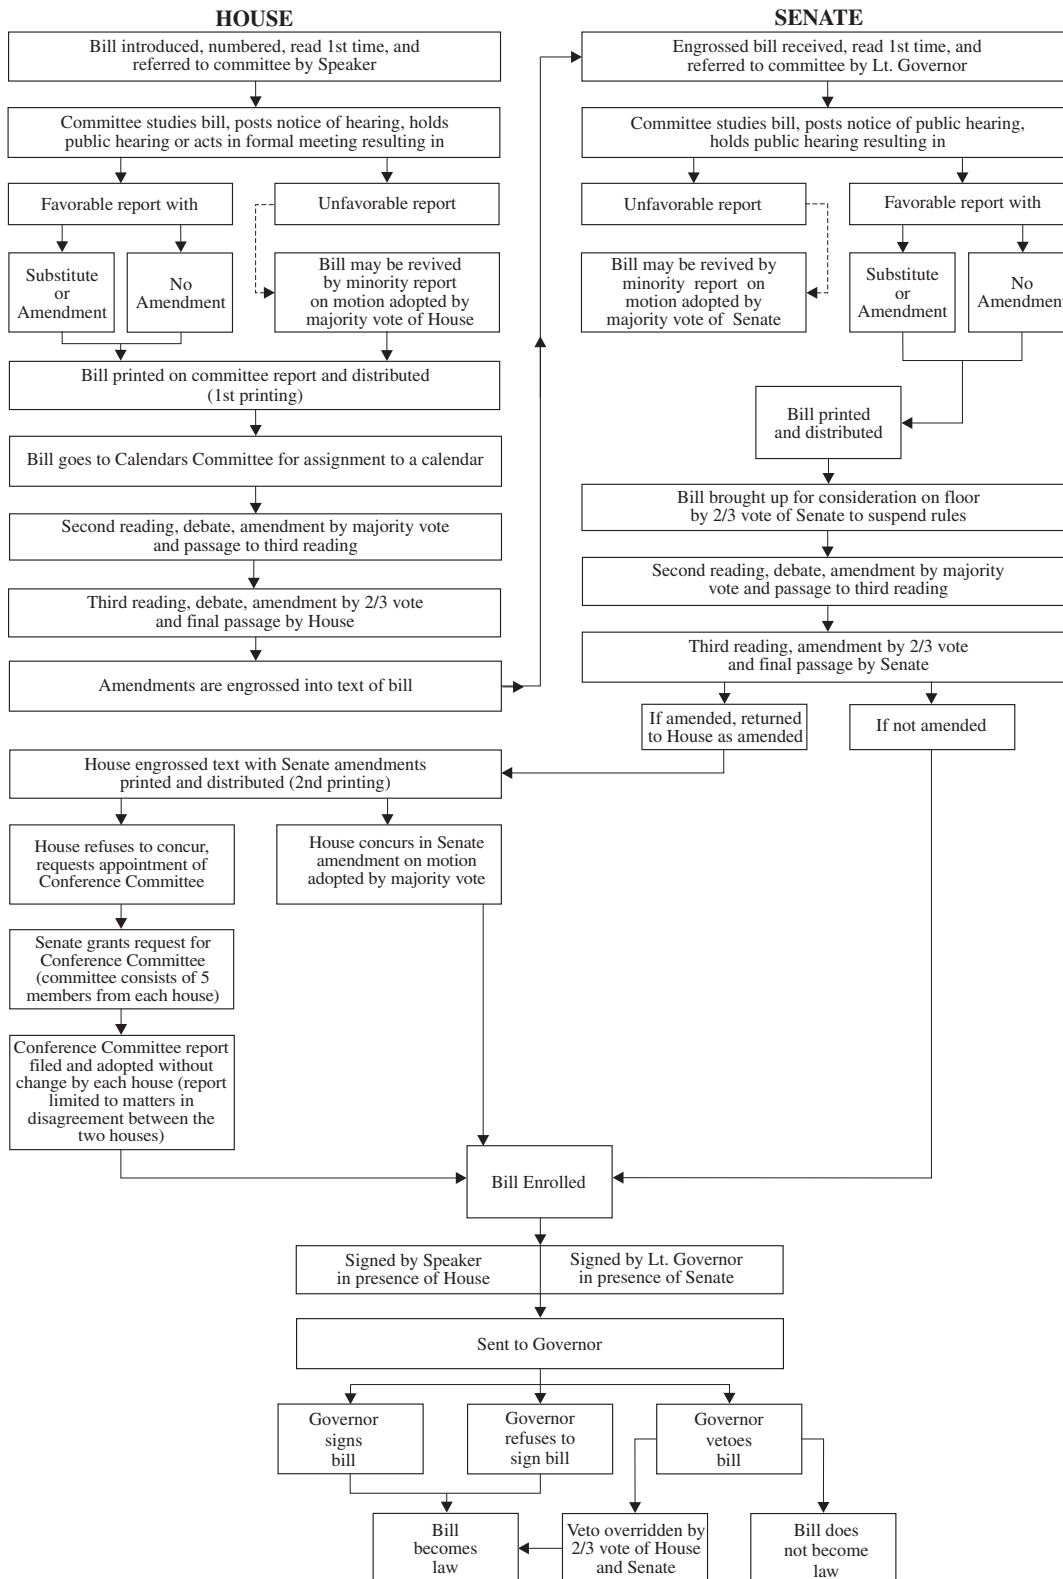 HOUSE
Bill introduced, numbered, read 1st time, and
referred to committee by Speaker
Committee studies bill, posts notice of hearing, holds
public hearing or acts in formal meeting resulting in
Favorable report with
Unfavorable report
Substitute
or
Amendment
No
Amendment
Bill may be revived
by minority report
on motion adopted by
majority vote of House
Bill printed on committee report and distributed
(1st printing)
Bill goes to Calendars Committee for assignment to a calendar
Second reading, debate, amendment by majority vote
and passage to third reading
Third reading, debate, amendment by 2/3 vote
and final passage by House
Amendments are engrossed into text of bill
SENATE
Engrossed bill received, read 1st time, and
referred to committee by Lt. Governor
Committee studies bill, posts notice of public hearing,
holds public hearing resulting in
Unfavorable report
Favorable report with
Bill may be revived by
minority report on
motion adopted by
majority vote of Senate
Substitute
or
Amendment
No
Amendment
Bill printed
and distributed
Bill brought up for consideration on floor
by 2/3 vote of Senate to suspend rules
Second reading, debate, amendment by majority
vote and passage to third reading
Third reading, amendment by 2/3 vote
and final passage by Senate
If amended, returned
to House as amended
If not amended
House engrossed text with Senate amendments
printed and distributed (2nd printing)
House refuses to concur,
requests appointment of
Conference Committee
House concurs in Senate
amendment on motion
adopted by majority vote
Senate grants request for
Conference Committee
(committee consists of 5
members from each house)
Conference Committee report
filed and adopted without
change by each house (report
limited to matters in
disagreement between the
two houses)
Bill Enrolled
Signed by Speaker
in presence of House
Signed by Lt. Governor
in presence of Senate
Sent to Governor
Governor
signs
bill
Governor
refuses to
sign bill
Governor
vetoes
bill
Bill
becomes
law
Veto overridden by
2/3 vote of House
and Senate
Bill does
not become
law